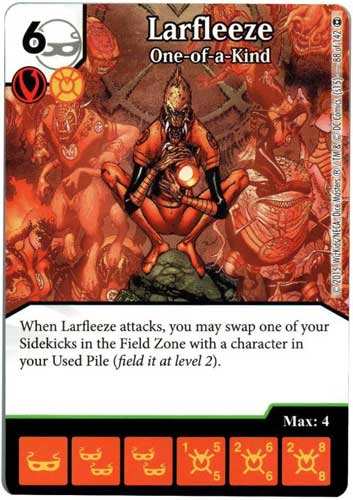 6
Larfleeze
One-of-a-Kind
When Larfleeze attacks, you may swap one of your
Sidekicks in the Field Zone with a character in
your Used Pile (field it at level 2).
Max: 4
1 5 5
2 6 6
2 8 8